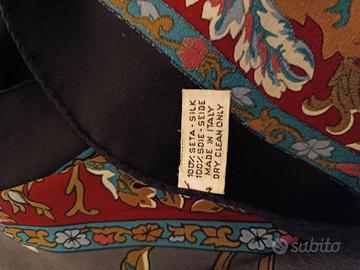 100% SETA - SILK
100% SOIE - SEIDE
MADE IN ITALY
DRY CLEAN ONLY
subito